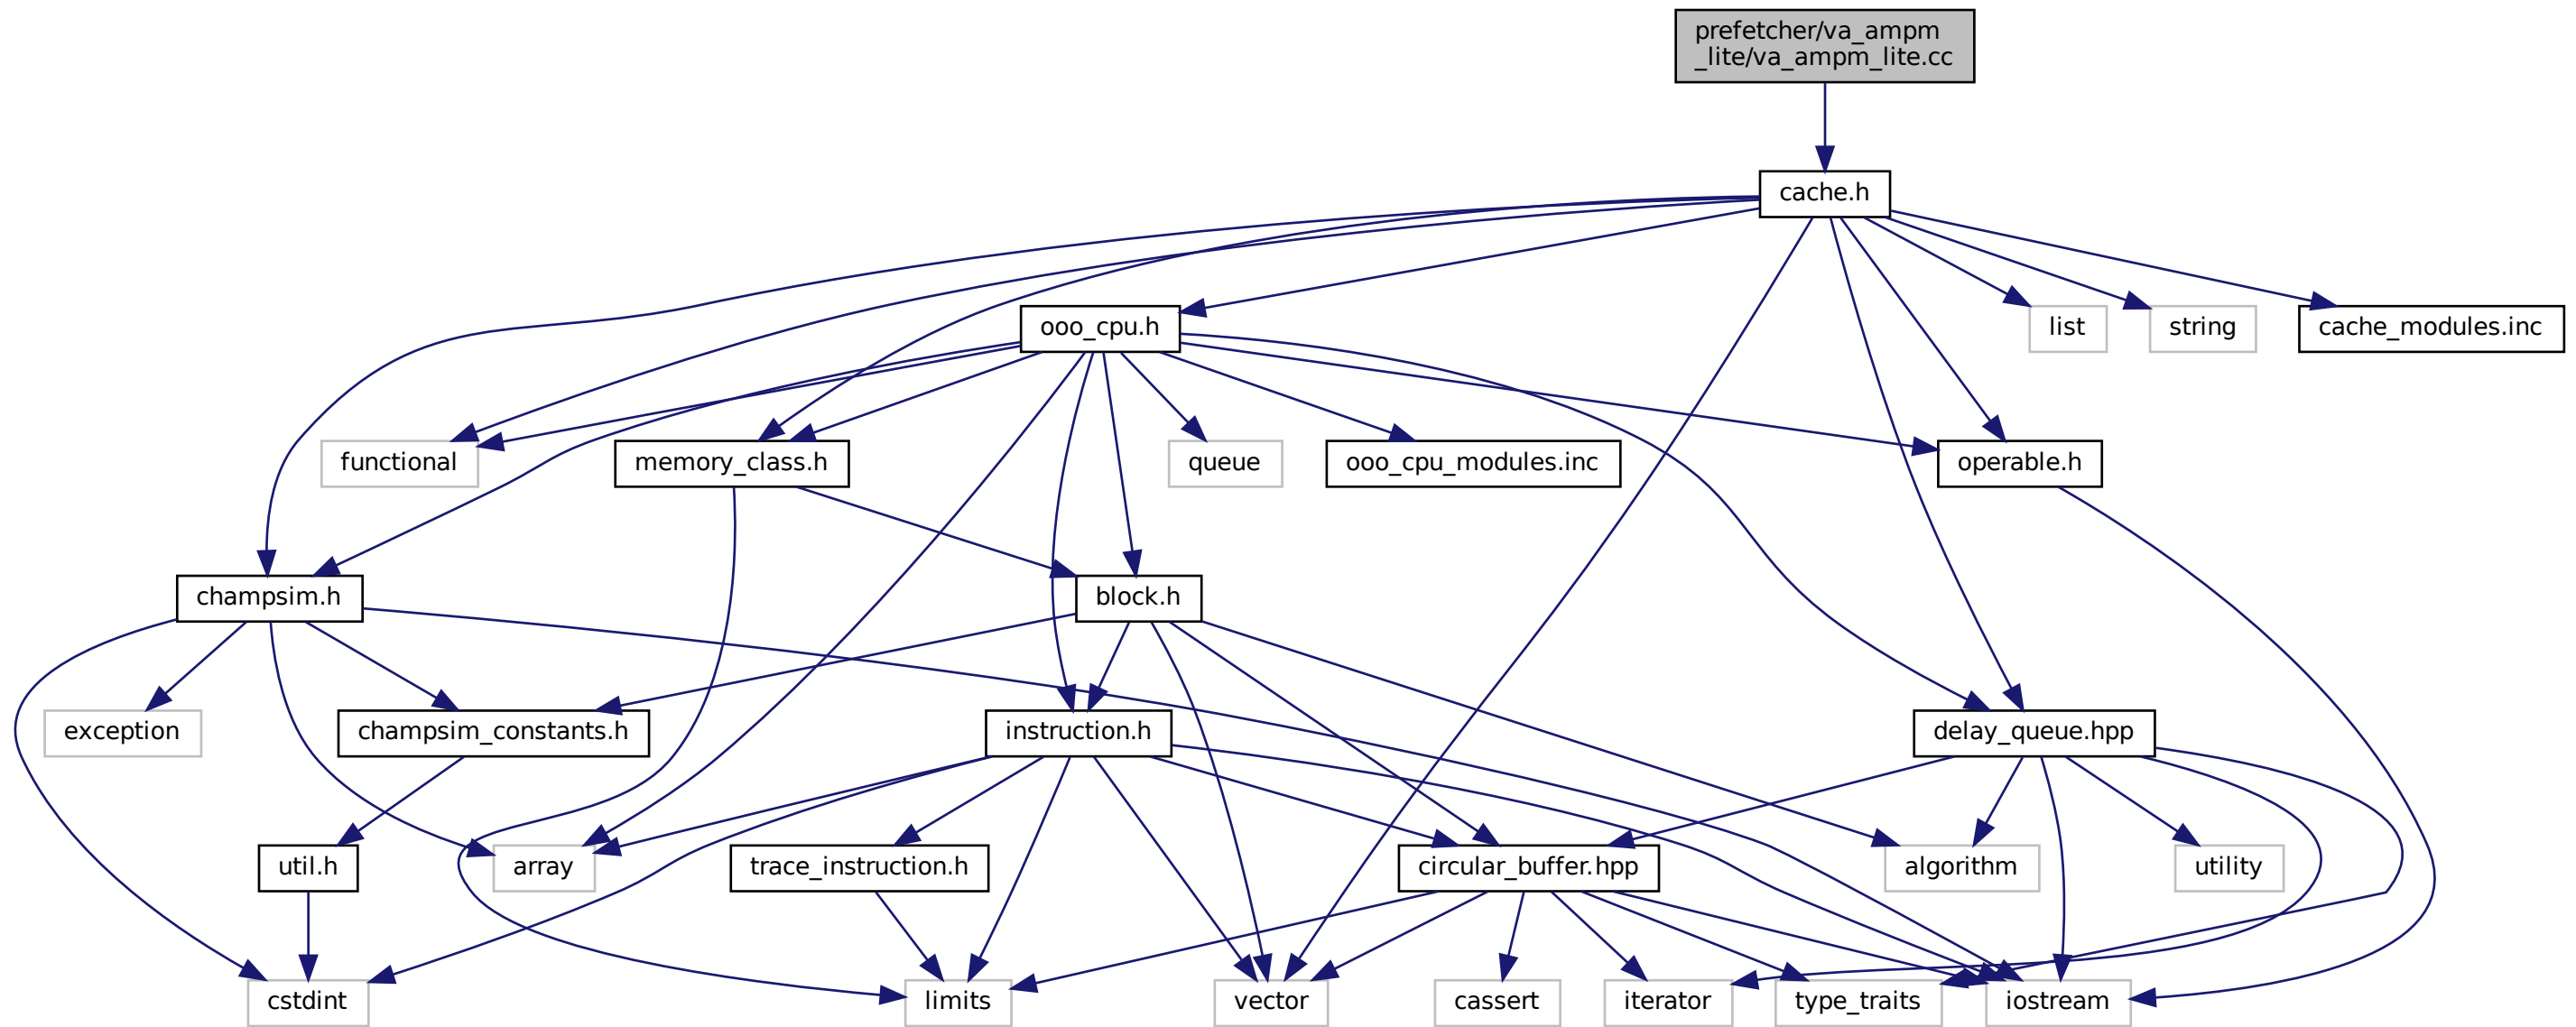 prefetcher/va_ampm
_lite/va_ampm_lite.cc
cache.h
ooo_cpu.h
list
string
cache_modules.inc
functional
memory_class.h
queue
ooo_cpu_modules.inc
operable.h
champsim.h
block.h
exception
champsim_constants.h
instruction.h
delay_queue.hpp
util.h
array
trace_instruction.h
circular_buffer.hpp
algorithm
utility
cstdint
limits
vector
cassert
iterator
type_traits
iostream